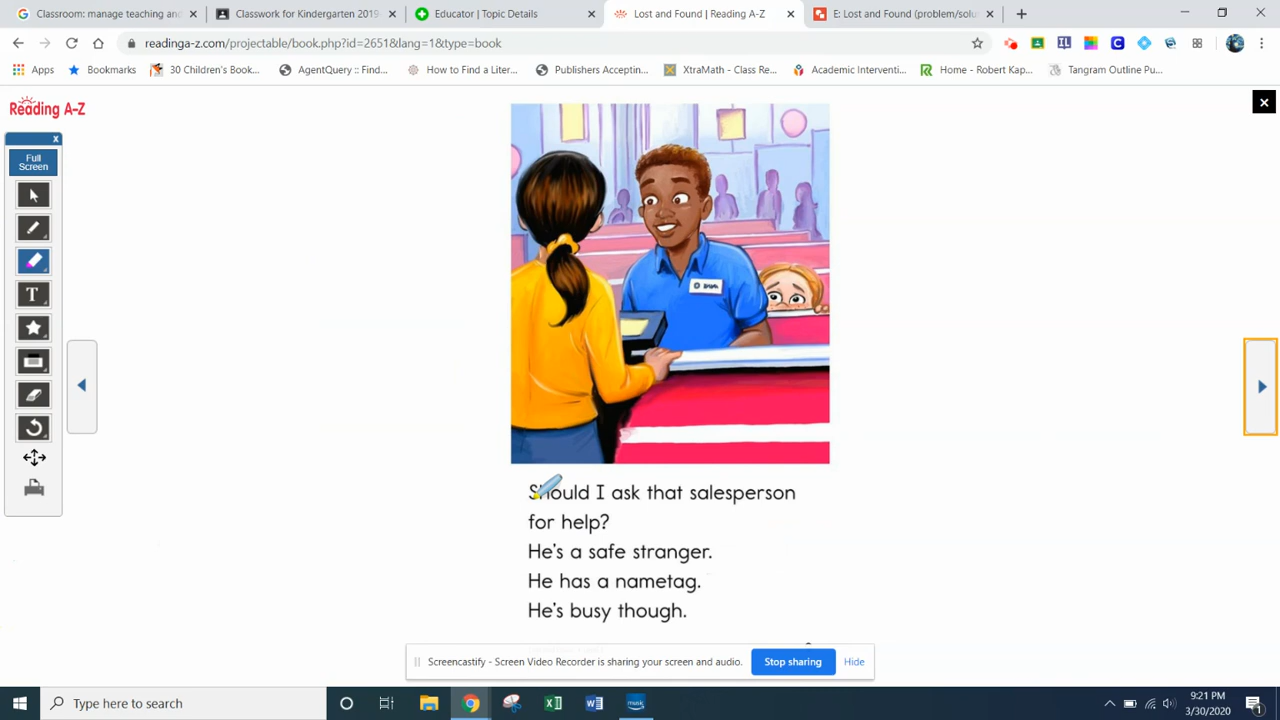 Classroom: manage teaching and
Classwork for Kindergarten 2019
Educator | Topic Details
Lost and Found | Reading A-Z
E: Lost and Found (problem/solu
readinga-z.com/projectable/book.php?id=2651&lang=1&type=book
Apps
Bookmarks
30 Children's Book...
AgentQuery :: Find...
How to Find a Liter...
Publishers Acceptin...
XtraMath - Class Re...
Academic Interventi...
Home - Robert Kap...
Tangram Outline Pu...
Reading A-Z
Full
Screen
Should I ask that salesperson
for help?
He's a safe stranger.
He has a nametag.
He's busy though.
Screencastify - Screen Video Recorder is sharing your screen and audio.
Stop sharing
Hide
Type here to search
music
9:21 PM
3/30/2020